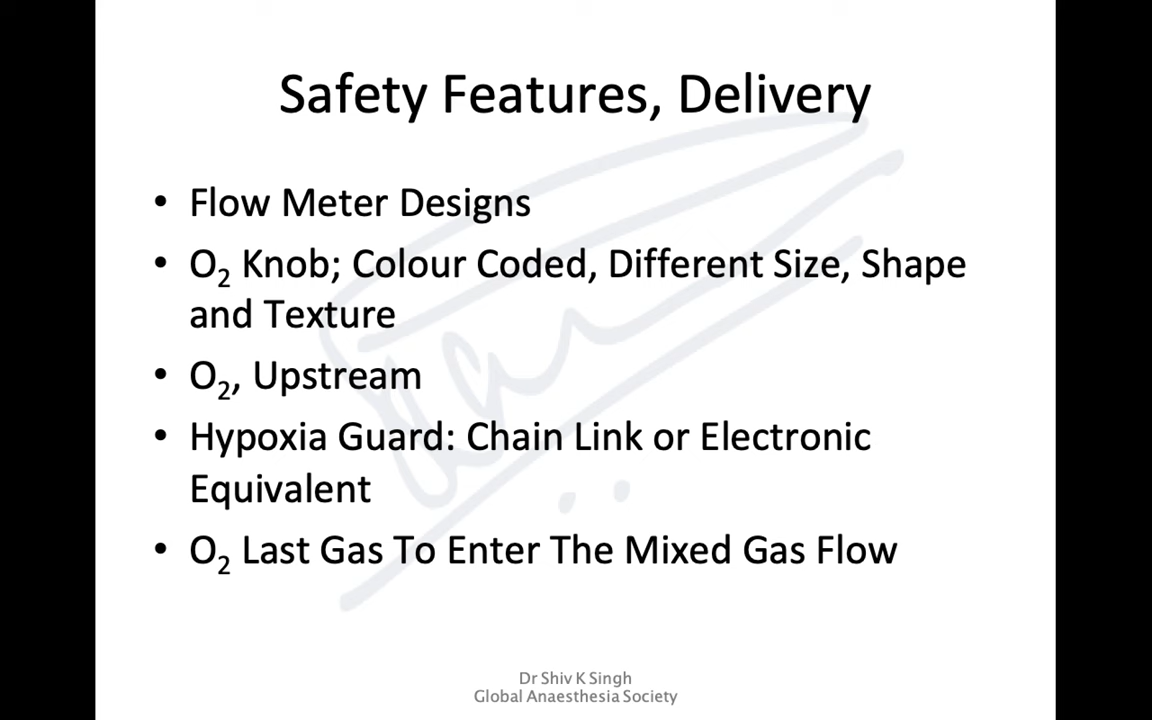 Safety Features, Delivery
• Flow Meter Designs
• O₂ Knob; Colour Coded, Different Size, Shape
and Texture
• O₂, Upstream
• Hypoxia Guard: Chain Link or Electronic
Equivalent
• O₂ Last Gas To Enter The Mixed Gas Flow
Dr Shiv K Singh
Global Anaesthesia Society